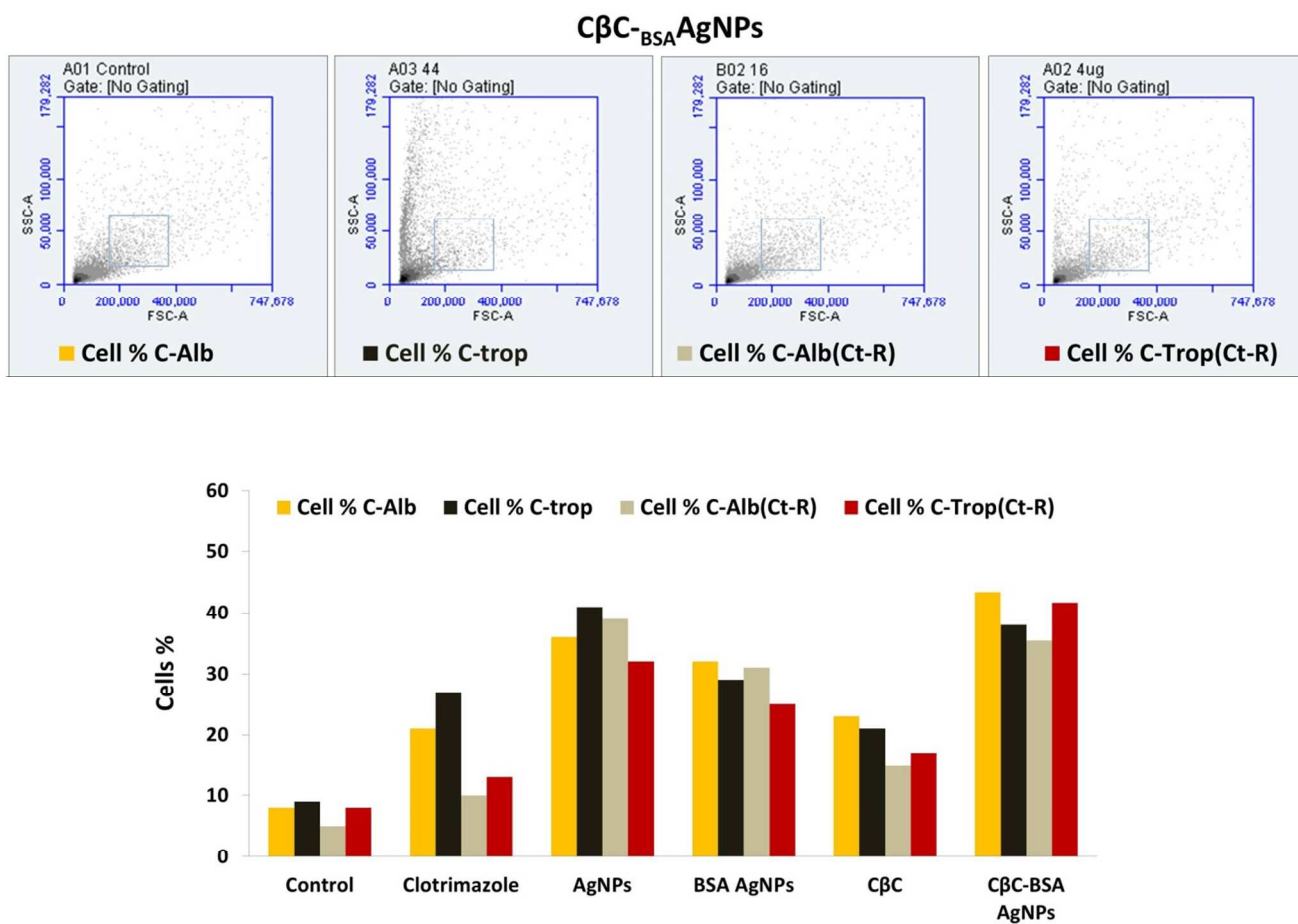 CβC-BSAAgNPs
A01 Control
Gate: [No Gating]
179,282
100,000
50,000
0
SSC-A
0 200,000 400,000 747,678
FSC-A
Cell % C-Alb
A03 44
Gate: [No Gating]
179,282
100,000
50,000
0
SSC-A
0 200,000 400,000 747,678
FSC-A
Cell % C-trop
B02 16
Gate: [No Gating]
179,282
100,000
50,000
0
SSC-A
0 200,000 400,000 747,678
FSC-A
Cell % C-Alb(Ct-R)
A02 4ug
Gate: [No Gating]
179,282
100,000
50,000
0
SSC-A
0 200,000 400,000 747,678
FSC-A
Cell % C-Trop(Ct-R)
Cell % C-Alb Cell % C-trop Cell % C-Alb(Ct-R) Cell % C-Trop(Ct-R)
60
50
40
30
20
10
0
Cells %
Control Clotrimazole AgNPs BSA AgNPs CβC CβC-BSA
AgNPs